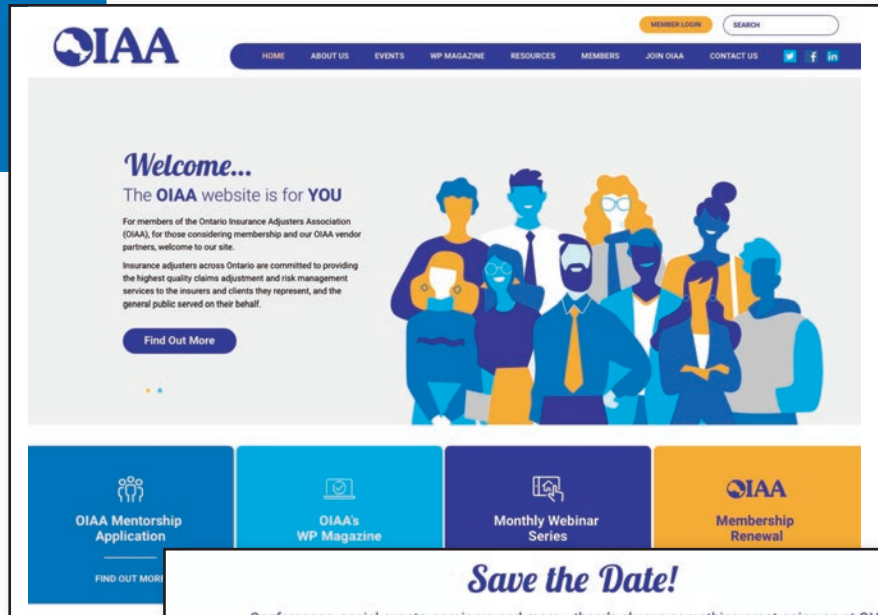 MEMBER LOGIN
SEARCH
OIAA
HOME ABOUT US EVENTS WP MAGAZINE RESOURCES MEMBERS JOIN OIAA CONTACT US
Welcome...
The OIAA website is for YOU
For members of the Ontario Insurance Adjusters Association
(OIAA), for those considering membership and our OIAA vendor
partners, welcome to our site.
Insurance adjusters across Ontario are committed to providing
the highest quality claims adjustment and risk management
services to the insurers and clients they represent, and the
general public served on their behalf.
Find Out More
OIAA Mentorship
Application
FIND OUT MORE
OIAA's
WP Magazine
Monthly Webinar
Series
OIAA
Membership
Renewal
Save the Date!